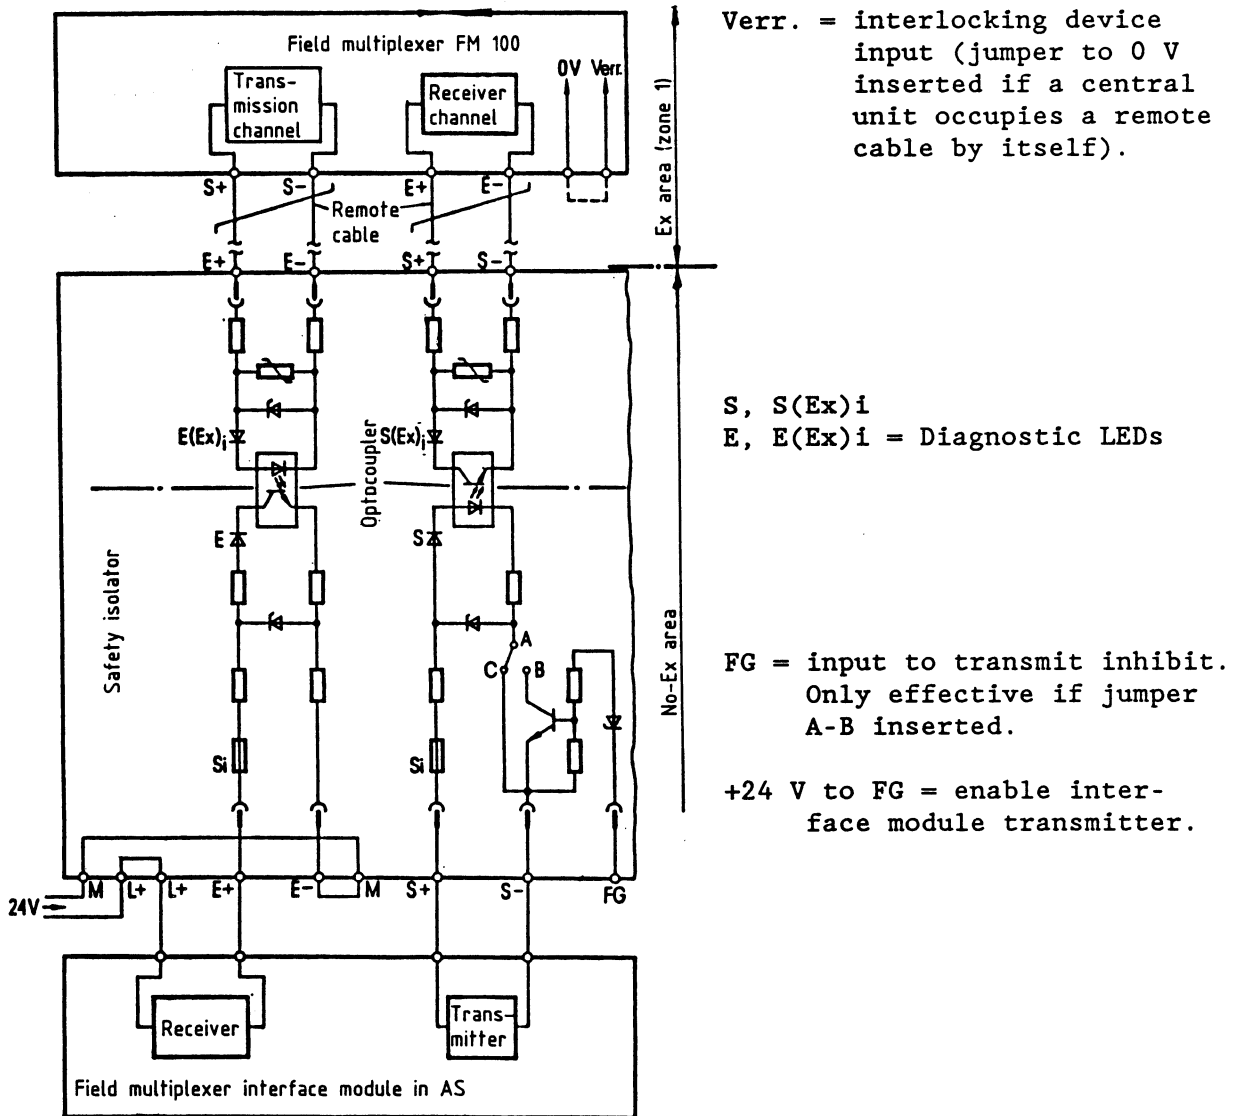 Field multiplexer FM 100
Trans-
mission
channel
Receiver
channel
0V Verr.
S+ S- E+ E-
Remote
cable
E+ E- S+ S-
Ex area (zone 1)
Verr. = interlocking device
input (jumper to 0 V
inserted if a central
unit occupies a remote
cable by itself).
E(Ex)i
S(Ex)i
Optocoupler
S, S(Ex)i
E, E(Ex)i = Diagnostic LEDs
E
S
Safety isolator
A
C B
Si
Si
No-Ex area
FG = input to transmit inhibit.
Only effective if jumper
A-B inserted.
+24 V to FG = enable inter-
face module transmitter.
M L+ L+ E+ E- M S+ S- FG
24V
Receiver
Trans-
mitter
Field multiplexer interface module in AS